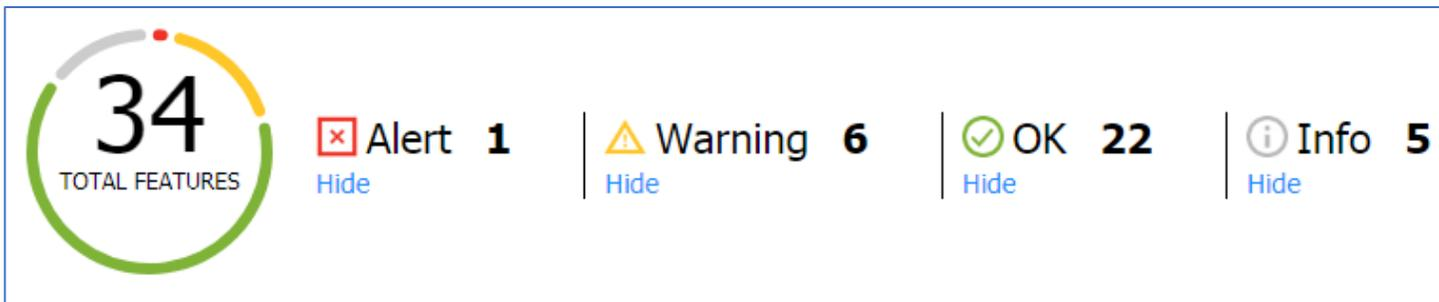 34
TOTAL FEATURES
Alert 1
Hide
Warning 6
Hide
OK 22
Hide
Info 5
Hide